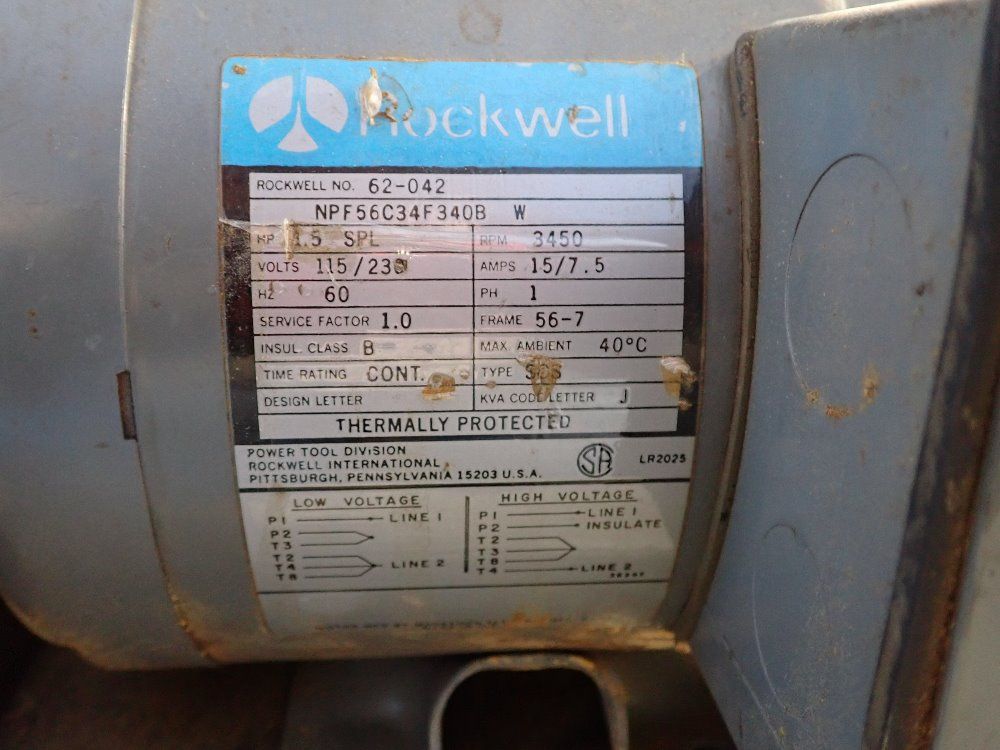 Rockwell
ROCKWELL NO. 62-042
NPF56C34F340B W
HP 1.5 SPL RPM 3450
VOLTS 115/230 AMPS 15/7.5
HZ 60 PH 1
SERVICE FACTOR 1.0 FRAME 56-7
INSUL. CLASS B MAX. AMBIENT 40°C
TIME RATING CONT. TYPE
DESIGN LETTER KVA CODE LETTER J
THERMALLY PROTECTED
POWER TOOL DIVISION
ROCKWELL INTERNATIONAL
PITTSBURGH, PENNSYLVANIA 15203 U.S.A.
SA LR2025
LOW VOLTAGE
P1 LINE 1
P2
T3
T2
T4 LINE 2
T8
HIGH VOLTAGE
P1 LINE 1
P2 INSULATE
T2
T3
T8
T4 LINE 2